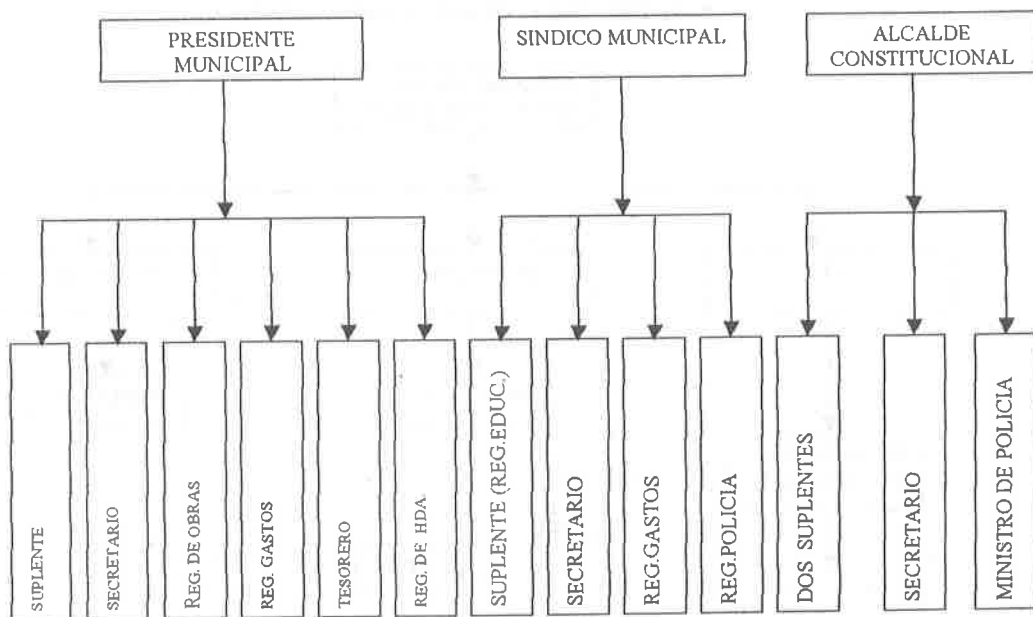 PRESIDENTE
MUNICIPAL
SINDICO MUNICIPAL
ALCALDE
CONSTITUCIONAL
SUPLENTE
SECRETARIO
REG. DE OBRAS
REG. GASTOS
TESORERO
REG. DE HDA.
SUPLENTE (REG.EDUC.)
SECRETARIO
REG.GASTOS
REG.POLICIA
DOS SUPLENTES
SECRETARIO
MINISTRO DE POLICIA